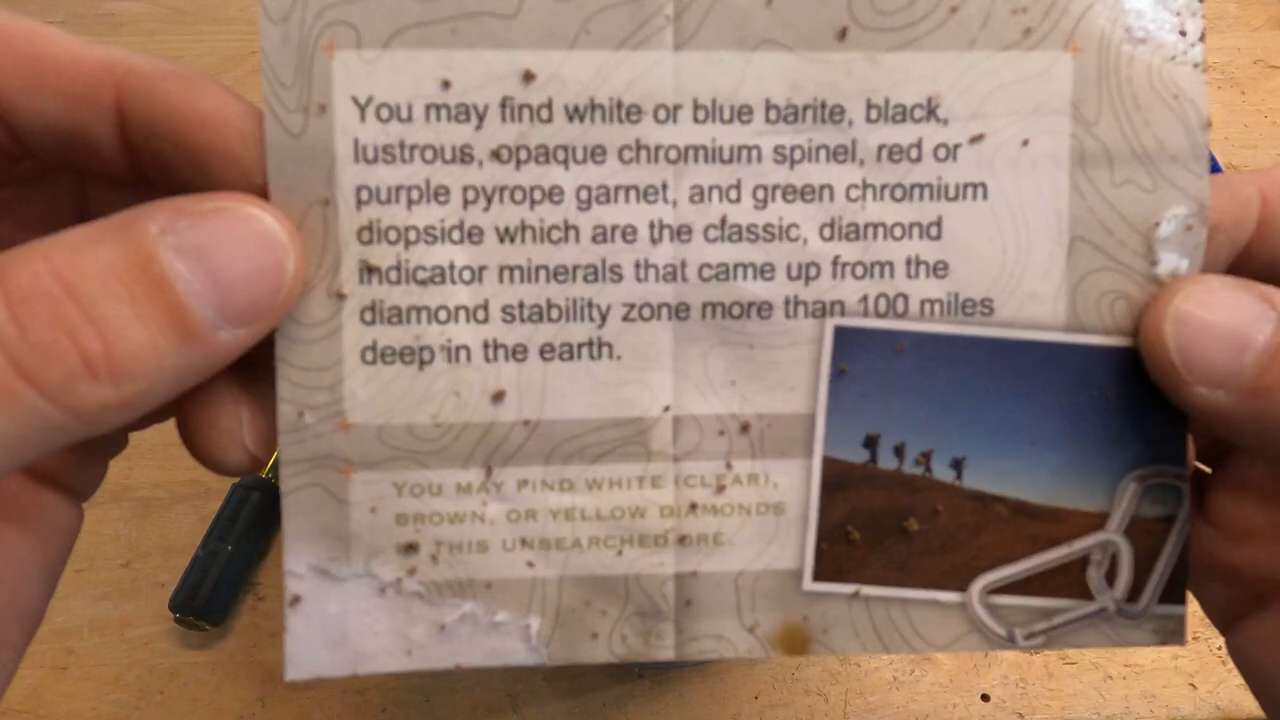 You may find white or blue barite, black,
lustrous, opaque chromium spinel, red or
purple pyrope garnet, and green chromium
diopside which are the classic, diamond
indicator minerals that came up from the
diamond stability zone more than 100 miles
deep in the earth.
YOU MAY FIND WHITE (CLEAR),
BROWN, OR YELLOW DIAMONDS
IN THIS UNSEARCHED ORE.